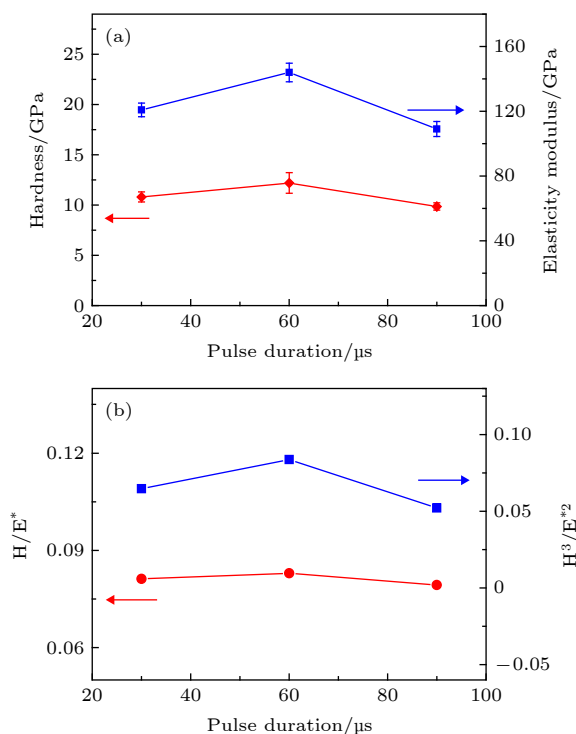 (a)
25
20
15
10
5
0
Hardness/GPa
160
120
80
40
0
Elasticity modulus/GPa
20 40 60 80 100
Pulse duration/μs
(b)
0.12
0.09
0.06
H/E*
0.10
0.05
0
−0.05
H³/E*²
20 40 60 80 100
Pulse duration/μs